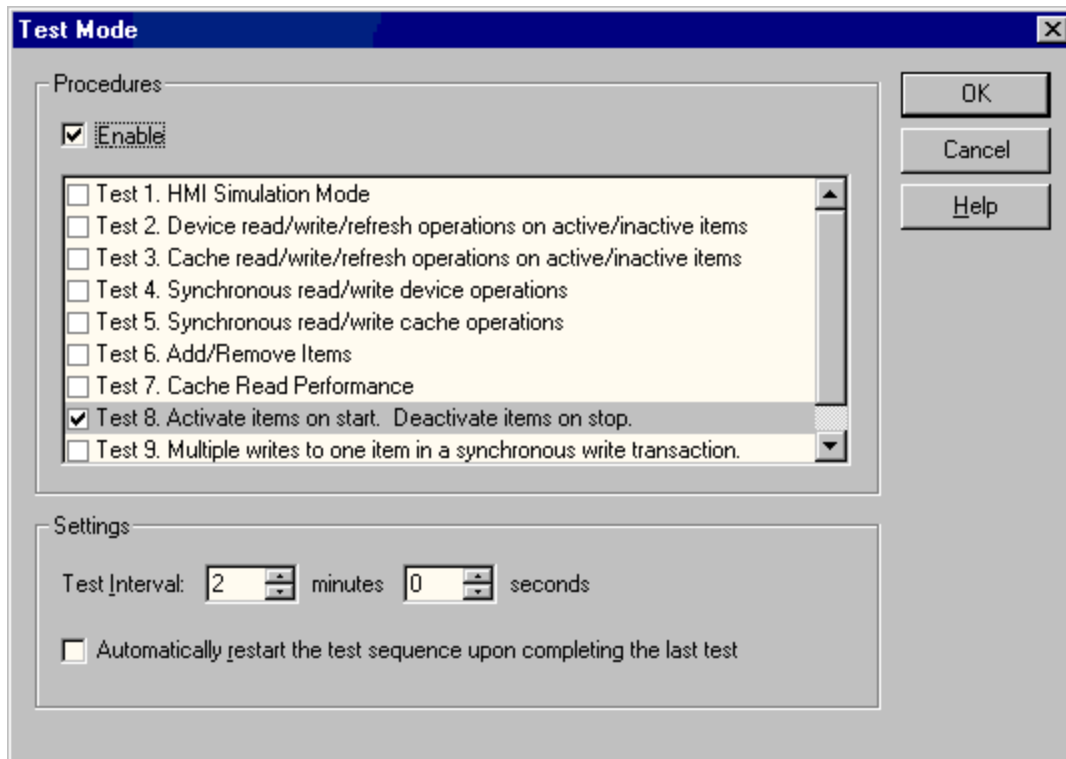 Test Mode
Procedures
Enable
Test 1. HMI Simulation Mode
Test 2. Device read/write/refresh operations on active/inactive items
Test 3. Cache read/write/refresh operations on active/inactive items
Test 4. Synchronous read/write device operations
Test 5. Synchronous read/write cache operations
Test 6. Add/Remove Items
Test 7. Cache Read Performance
Test 8. Activate items on start.  Deactivate items on stop.
Test 9. Multiple writes to one item in a synchronous write transaction.
OK
Cancel
Help
Settings
Test Interval: 2 minutes 0 seconds
Automatically restart the test sequence upon completing the last test